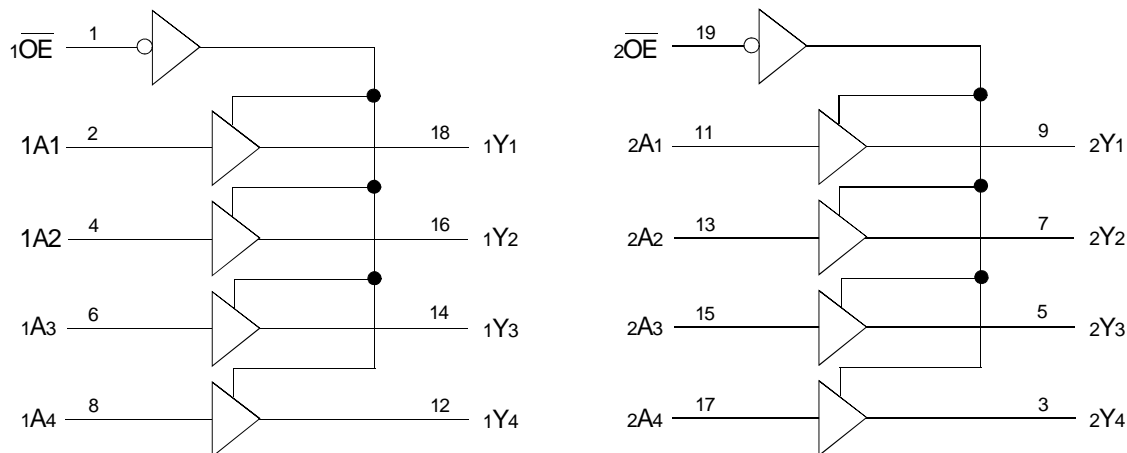 1OE 1
1A1 2 18 1Y1
1A2 4 16 1Y2
1A3 6 14 1Y3
1A4 8 12 1Y4
2OE 19
2A1 11 9 2Y1
2A2 13 7 2Y2
2A3 15 5 2Y3
2A4 17 3 2Y4